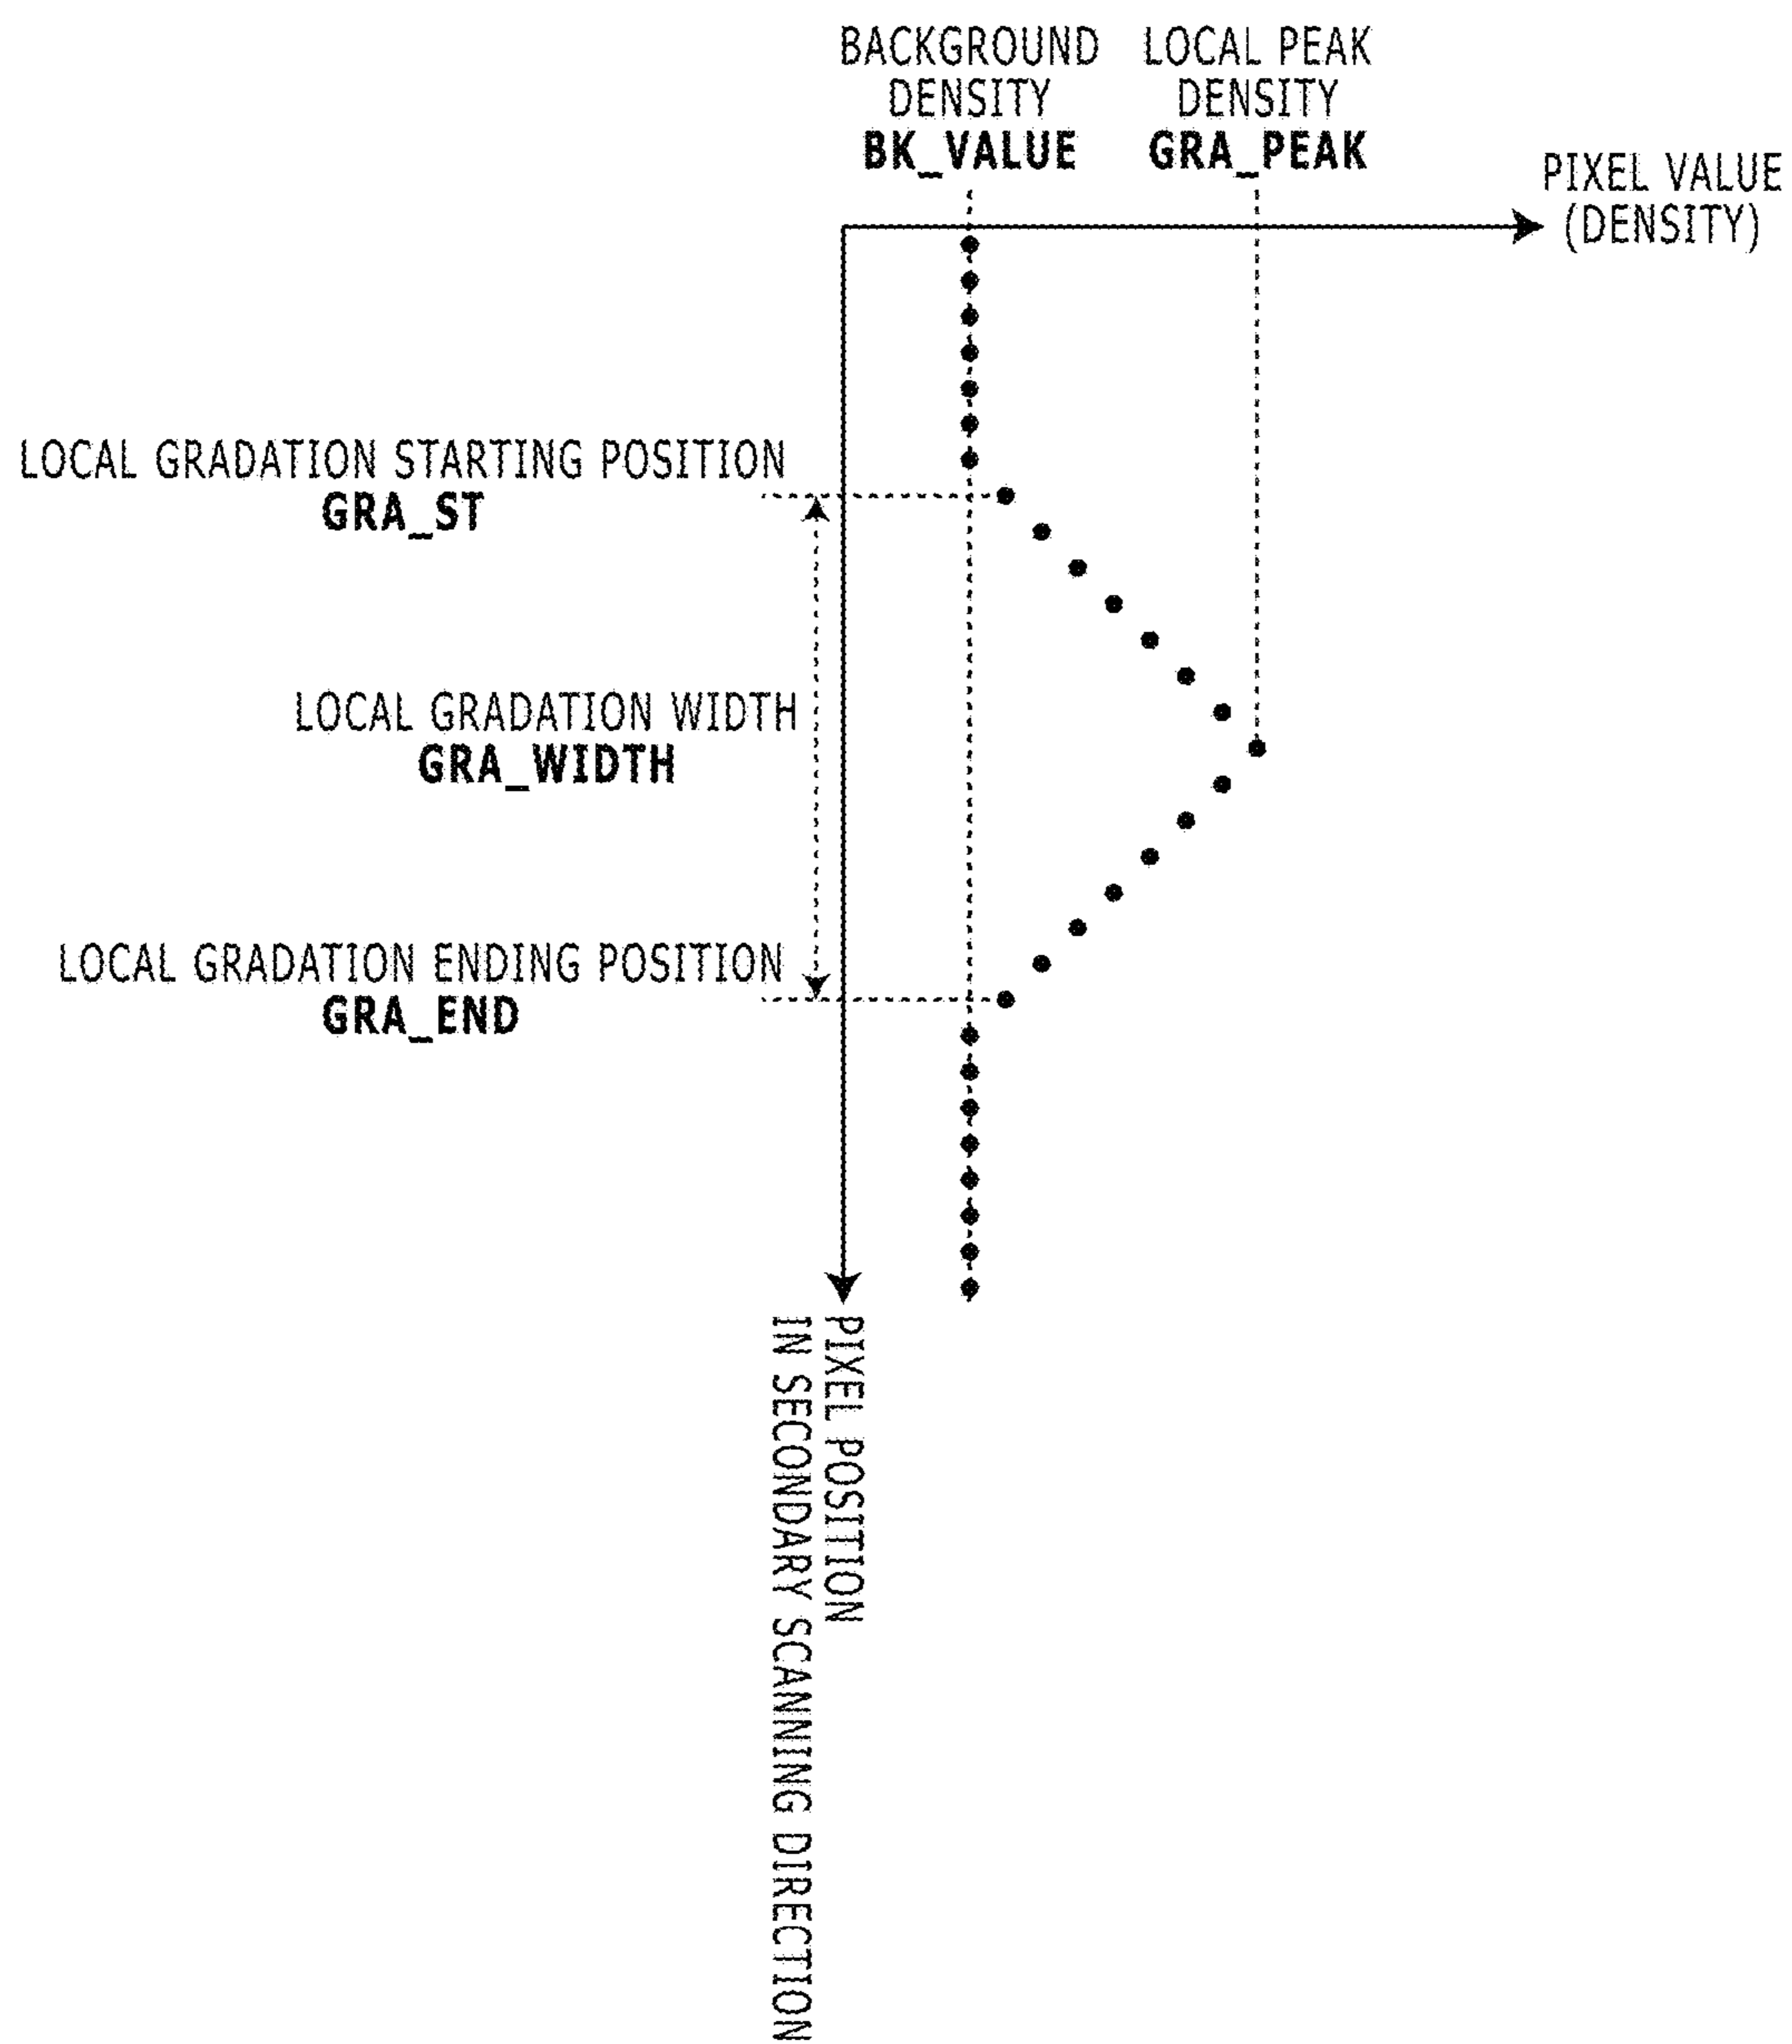 BACKGROUND
DENSITY
BK_VALUE
LOCAL PEAK
DENSITY
GRA_PEAK
PIXEL VALUE
(DENSITY)
LOCAL GRADATION STARTING POSITION
GRA_ST
LOCAL GRADATION WIDTH
GRA_WIDTH
LOCAL GRADATION ENDING POSITION
GRA_END
PIXEL POSITION
IN SECONDARY SCANNING DIRECTION